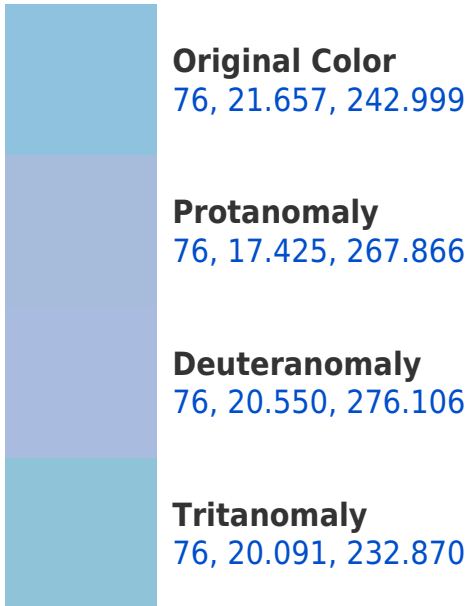 Original Color
76, 21.657, 242.999
Protanomaly
76, 17.425, 267.866
Deuteranomaly
76, 20.550, 276.106
Tritanomaly
76, 20.091, 232.870